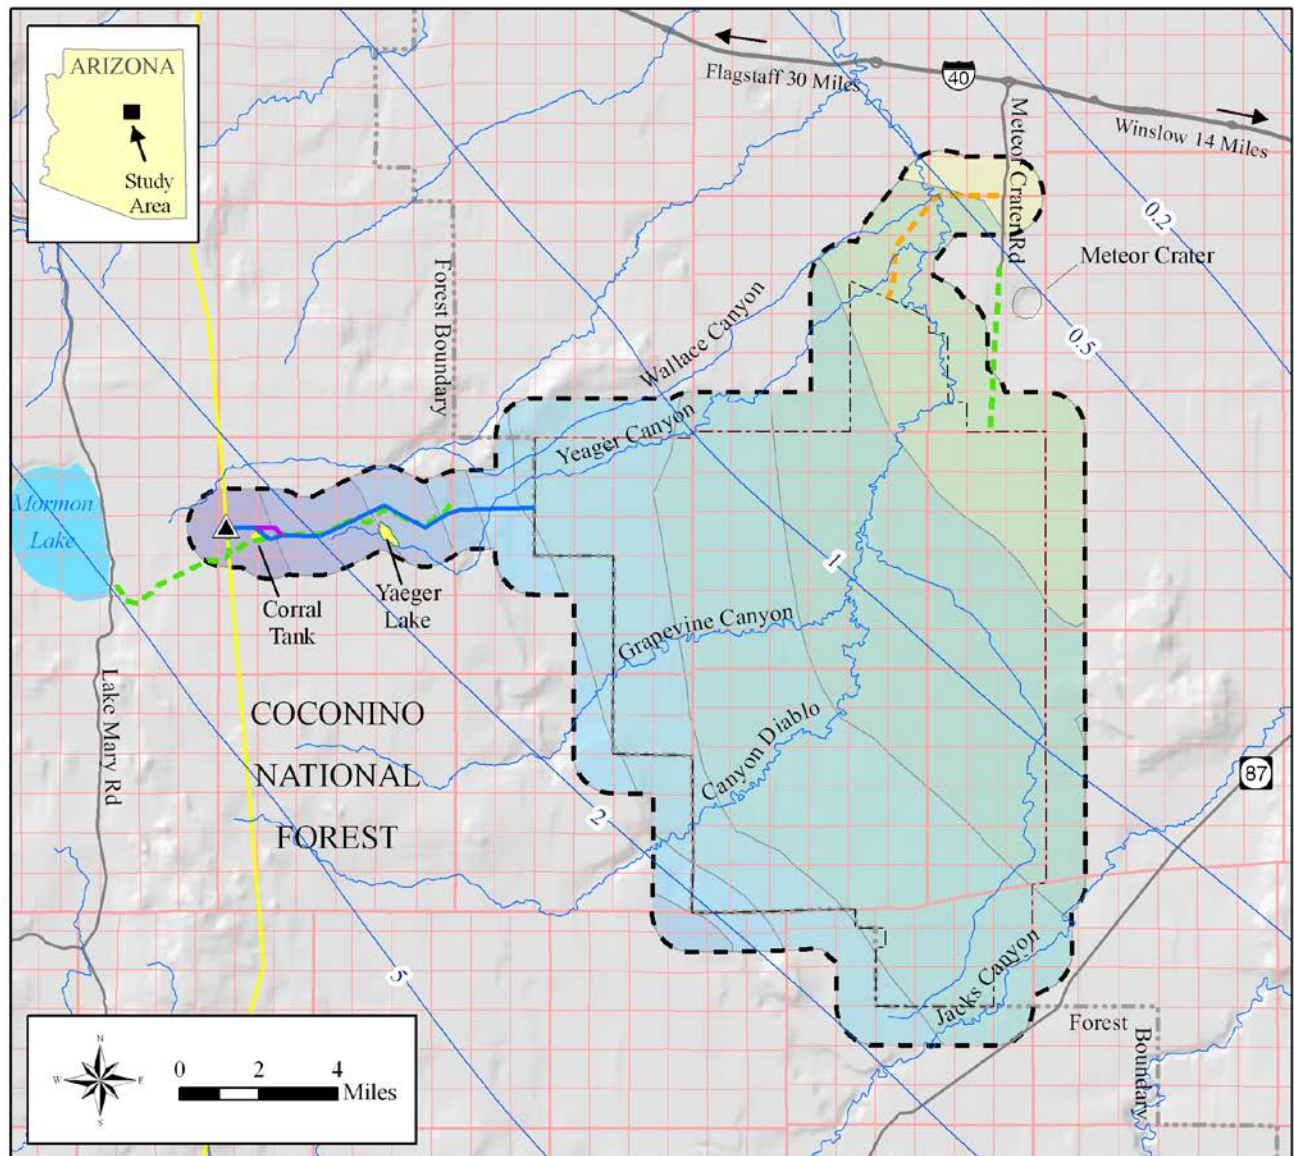 ARIZONA
Study
Area
Flagstaff 30 Miles
40
Winslow 14 Miles
Meteor Crater Rd
0.2
Meteor Crater
0.5
Forest Boundary
Wallace Canyon
Yeager Canyon
Mormon
Lake
Corral
Tank
Yaeger
Lake
1
Grapevine Canyon
Lake Mary Rd
COCONINO
NATIONAL
FOREST
Canyon Diablo
87
2
5
Jacks Canyon
Forest
Boundary
N
W
E
S
0 2 4
Miles